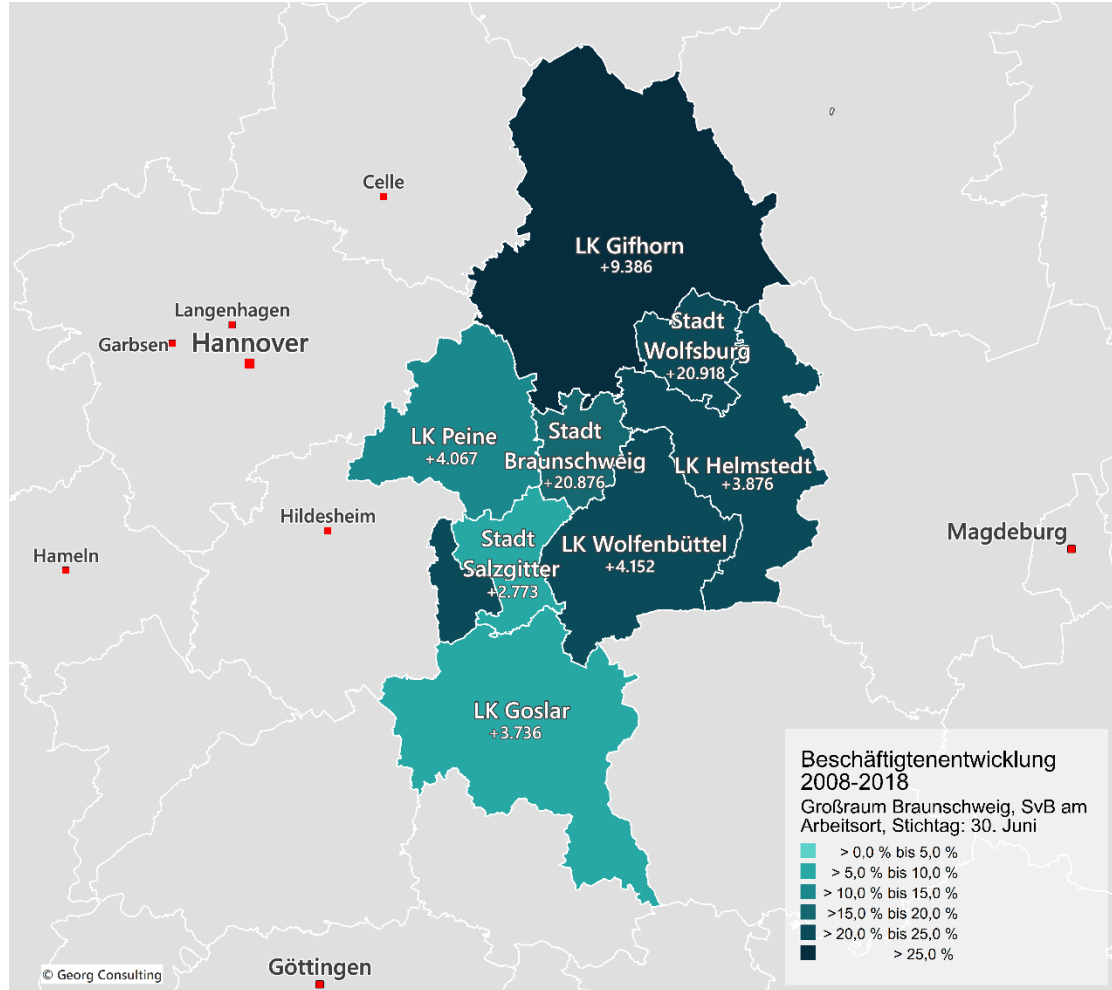 Celle
LK Gifhorn
+9.386
Langenhagen
Garbsen
Hannover
Stadt
Wolfsburg
+20.918
LK Peine
+4.067
Stadt
Braunschweig
+20.876
LK Helmstedt
+3.876
Hildesheim
Hameln
Stadt
Salzgitter
+2.773
LK Wolfenbüttel
+4.152
Magdeburg
LK Goslar
+3.736
Göttingen
Beschäftigtenentwicklung
2008-2018
Großraum Braunschweig, SvB am
Arbeitsort, Stichtag: 30. Juni
> 0,0 % bis 5,0 %
> 5,0 % bis 10,0 %
> 10,0 % bis 15,0 %
>15,0 % bis 20,0 %
> 20,0 % bis 25,0 %
> 25,0 %
© Georg Consulting